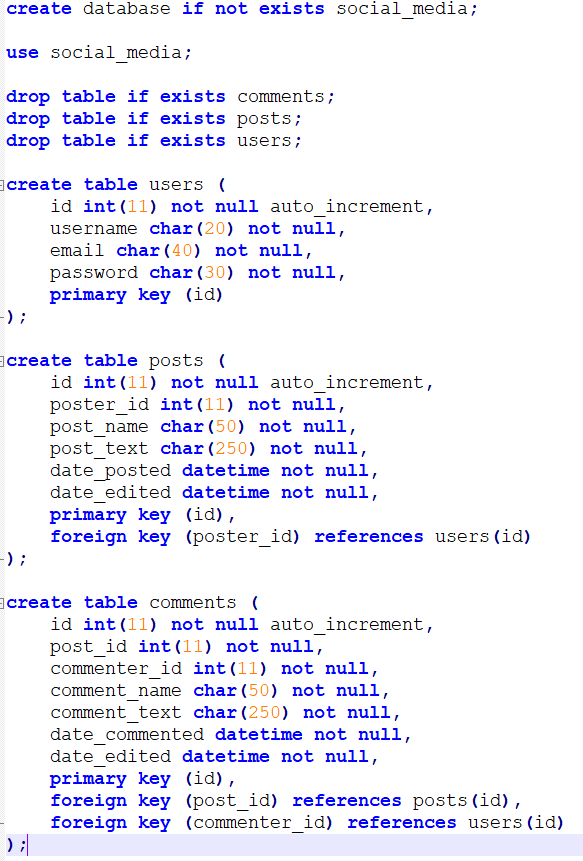 create database if not exists social_media;
use social_media;
drop table if exists comments;
drop table if exists posts;
drop table if exists users;
create table users (
id int(11) not null auto_increment,
username char(20) not null,
email char(40) not null,
password char(30) not null,
primary key (id)
);
create table posts (
id int(11) not null auto_increment,
poster_id int(11) not null,
post_name char(50) not null,
post_text char(250) not null,
date_posted datetime not null,
date_edited datetime not null,
primary key (id),
foreign key (poster_id) references users(id)
);
create table comments (
id int(11) not null auto_increment,
post_id int(11) not null,
commenter_id int(11) not null,
comment_name char(50) not null,
comment_text char(250) not null,
date_commented datetime not null,
date_edited datetime not null,
primary key (id),
foreign key (post_id) references posts(id),
foreign key (commenter_id) references users(id)
);